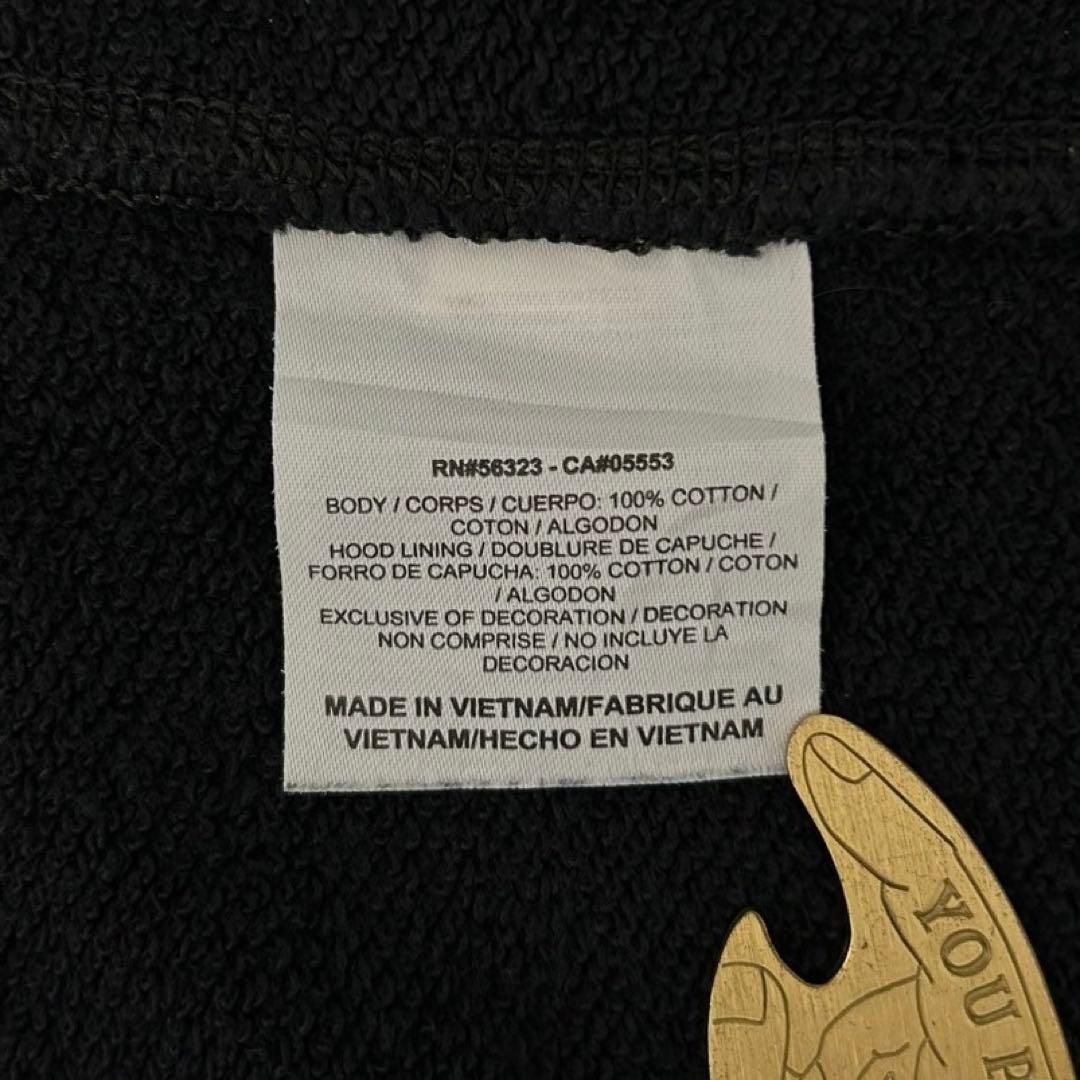 RN#56323 - CA#05553
BODY / CORPS / CUERPO: 100% COTTON /
COTON / ALGODON
HOOD LINING / DOUBLURE DE CAPUCHE /
FORRO DE CAPUCHA: 100% COTTON / COTON
/ ALGODON
EXCLUSIVE OF DECORATION / DECORATION
NON COMPRISE / NO INCLUYE LA
DECORACION
MADE IN VIETNAM/FABRIQUE AU
VIETNAM/HECHO EN VIETNAM
YOU